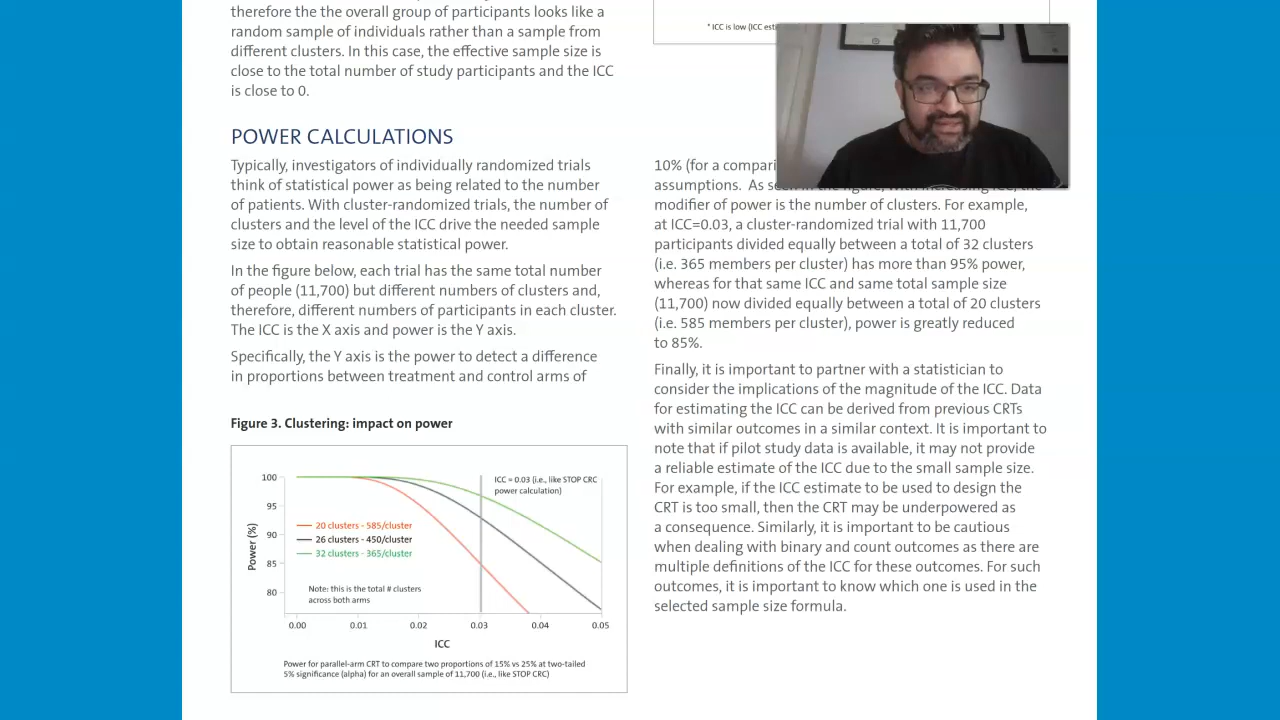 therefore the the overall group of participants looks like a
random sample of individuals rather than a sample from
different clusters. In this case, the effective sample size is
close to the total number of study participants and the ICC
is close to 0.
POWER CALCULATIONS
Typically, investigators of individually randomized trials
think of statistical power as being related to the number
of patients. With cluster-randomized trials, the number of
clusters and the level of the ICC drive the needed sample
size to obtain reasonable statistical power.
In the figure below, each trial has the same total number
of people (11,700) but different numbers of clusters and,
therefore, different numbers of participants in each cluster.
The ICC is the X axis and power is the Y axis.
Specifically, the Y axis is the power to detect a difference
in proportions between treatment and control arms of
Figure 3. Clustering: impact on power
ICC = 0.03 (i.e., like STOP CRC
power calculation)
100
95
90
85
80
Power (%)
20 clusters - 585/cluster
26 clusters - 450/cluster
32 clusters - 365/cluster
Note: this is the total # clusters
across both arms
0.00 0.01 0.02 0.03 0.04 0.05
ICC
Power for parallel-arm CRT to compare two proportions of 15% vs 25% at two-tailed
5% significance (alpha) for an overall sample of 11,700 (i.e., like STOP CRC)
* ICC is low (ICC
10% (for a
assumptions. As
modifier of power is the number of clusters. For example,
at ICC=0.03, a cluster-randomized trial with 11,700
participants divided equally between a total of 32 clusters
(i.e. 365 members per cluster) has more than 95% power,
whereas for that same ICC and same total sample size
(11,700) now divided equally between a total of 20 clusters
(i.e. 585 members per cluster), power is greatly reduced
to 85%.
Finally, it is important to partner with a statistician to
consider the implications of the magnitude of the ICC. Data
for estimating the ICC can be derived from previous CRTs
with similar outcomes in a similar context. It is important to
note that if pilot study data is available, it may not provide
a reliable estimate of the ICC due to the small sample size.
For example, if the ICC estimate to be used to design the
CRT is too small, then the CRT may be underpowered as
a consequence. Similarly, it is important to be cautious
when dealing with binary and count outcomes as there are
multiple definitions of the ICC for these outcomes. For such
outcomes, it is important to know which one is used in the
selected sample size formula.